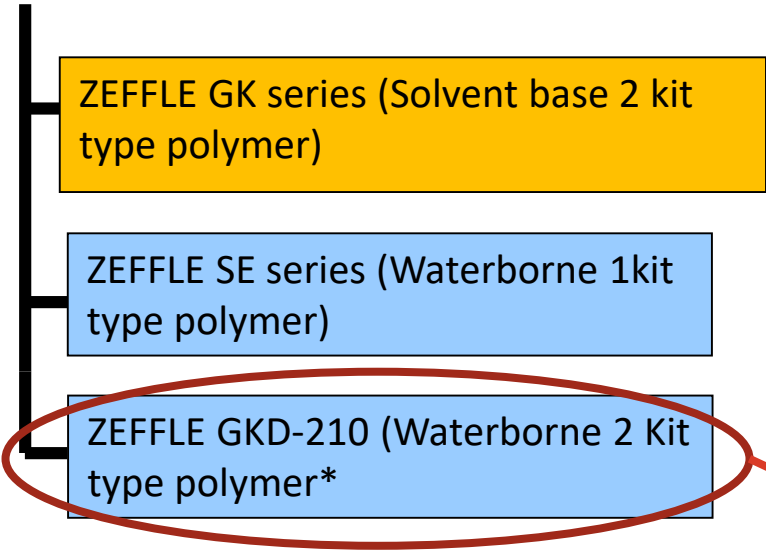 ZEFFLE GK series (Solvent base 2 kit
type polymer)
ZEFFLE SE series (Waterborne 1kit
type polymer)
ZEFFLE GKD-210 (Waterborne 2 Kit
type polymer*